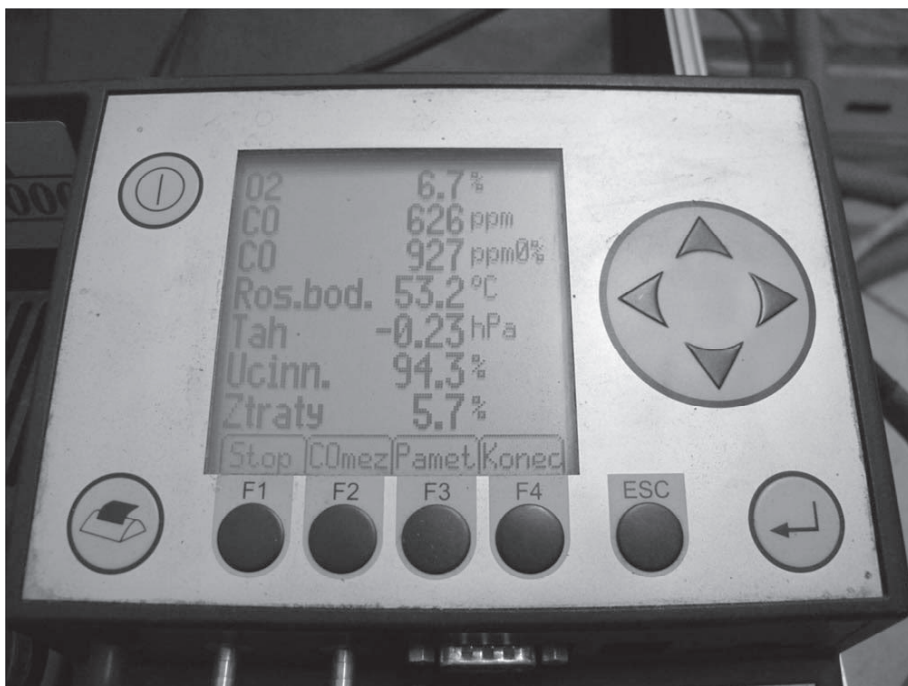 000
O2 6.7 %
CO 626 ppm
CO 927 ppm0%
Ros.bod. 53.2 °C
Tah -0.23 hPa
Ucinn. 94.3 %
Ztraty 5.7 %
Stop COmez Pamet Konec
F1 F2 F3 F4 ESC